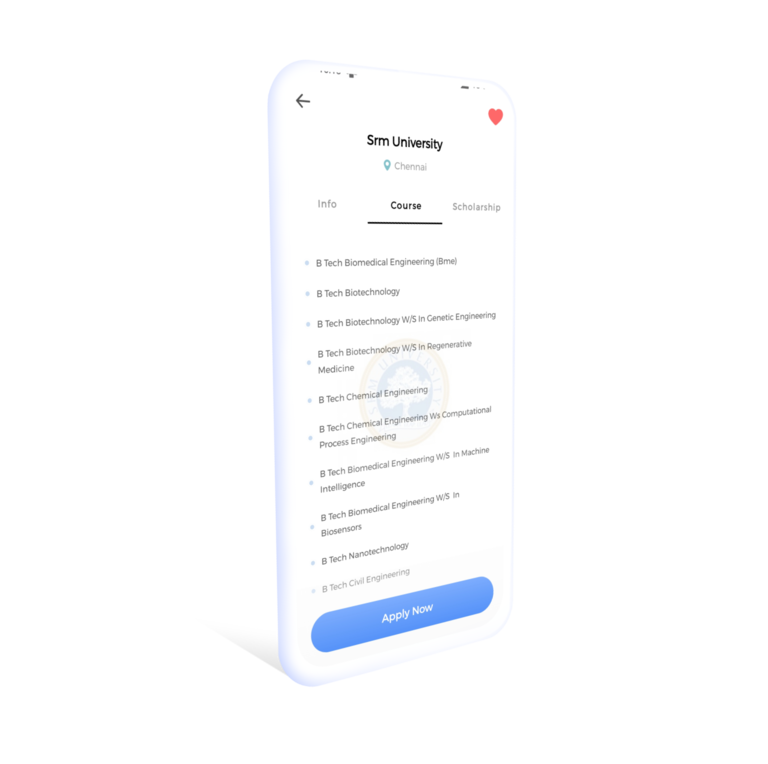 Srm University
Chennai
Info Course Scholarship
B Tech Biomedical Engineering (Bme)
B Tech Biotechnology
B Tech Biotechnology W/S In Genetic Engineering
B Tech Biotechnology W/S In Regenerative
Medicine
B Tech Chemical Engineering
B Tech Chemical Engineering Ws Computational
Process Engineering
B Tech Biomedical Engineering W/S In Machine
Intelligence
B Tech Biomedical Engineering W/S In
Biosensors
B Tech Nanotechnology
B Tech Civil Engineering
Apply Now